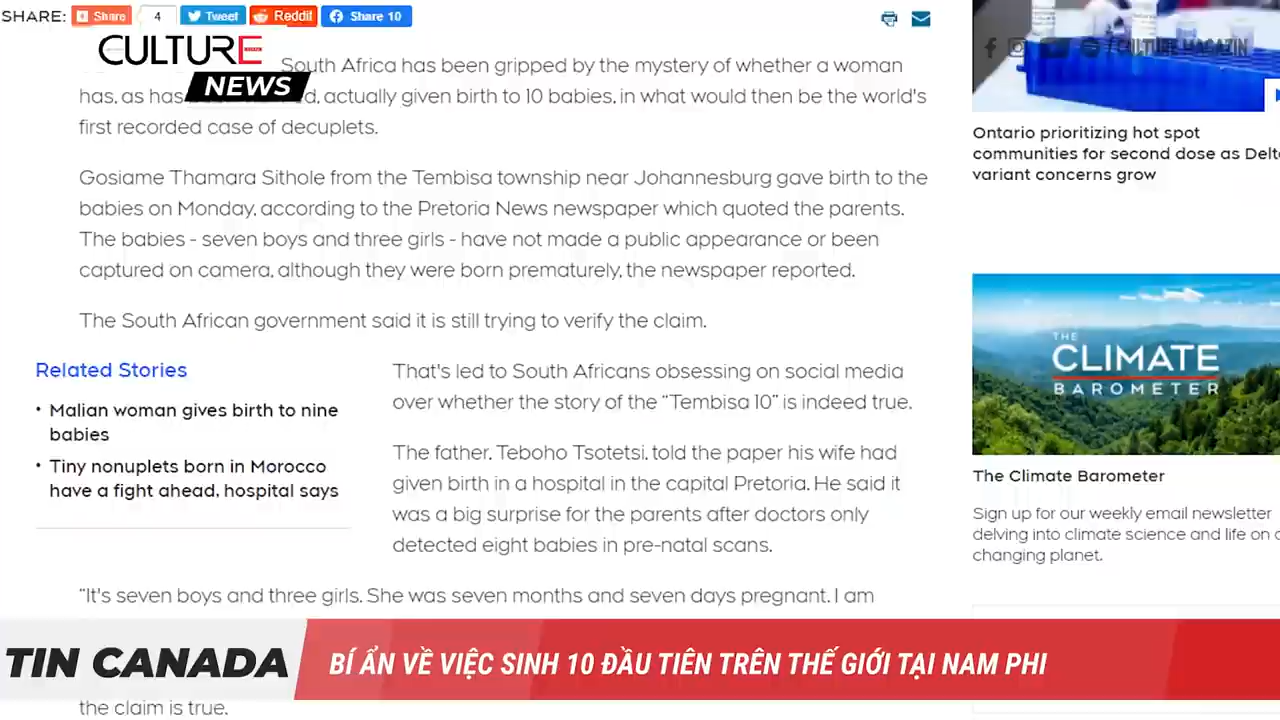 SHARE:
Share
4
Tweet
Reddit
Share 10
CULTURE
NEWS
South Africa has been gripped by the mystery of whether a woman
has, as has d, actually given birth to 10 babies, in what would then be the world's
first recorded case of decuplets.
Gosiame Thamara Sithole from the Tembisa township near Johannesburg gave birth to the
babies on Monday, according to the Pretoria News newspaper which quoted the parents.
The babies - seven boys and three girls - have not made a public appearance or been
captured on camera, although they were born prematurely, the newspaper reported.
The South African government said it is still trying to verify the claim.
Related Stories
• Malian woman gives birth to nine
babies
• Tiny nonuplets born in Morocco
have a fight ahead, hospital says
That's led to South Africans obsessing on social media
over whether the story of the “Tembisa 10” is indeed true.
The father, Teboho Tsotetsi, told the paper his wife had
given birth in a hospital in the capital Pretoria. He said it
was a big surprise for the parents after doctors only
detected eight babies in pre-natal scans.
“It's seven boys and three girls. She was seven months and seven days pregnant. I am
the claim is true.
/ CULTURE MAGAZIN
Ontario prioritizing hot spot
communities for second dose as Delta
variant concerns grow
THE
CLIMATE
BAROMETER
The Climate Barometer
Sign up for our weekly email newsletter
delving into climate science and life on a
changing planet.
TIN CANADA
BÍ ẨN VỀ VIỆC SINH 10 ĐẦU TIÊN TRÊN THẾ GIỚI TẠI NAM PHI